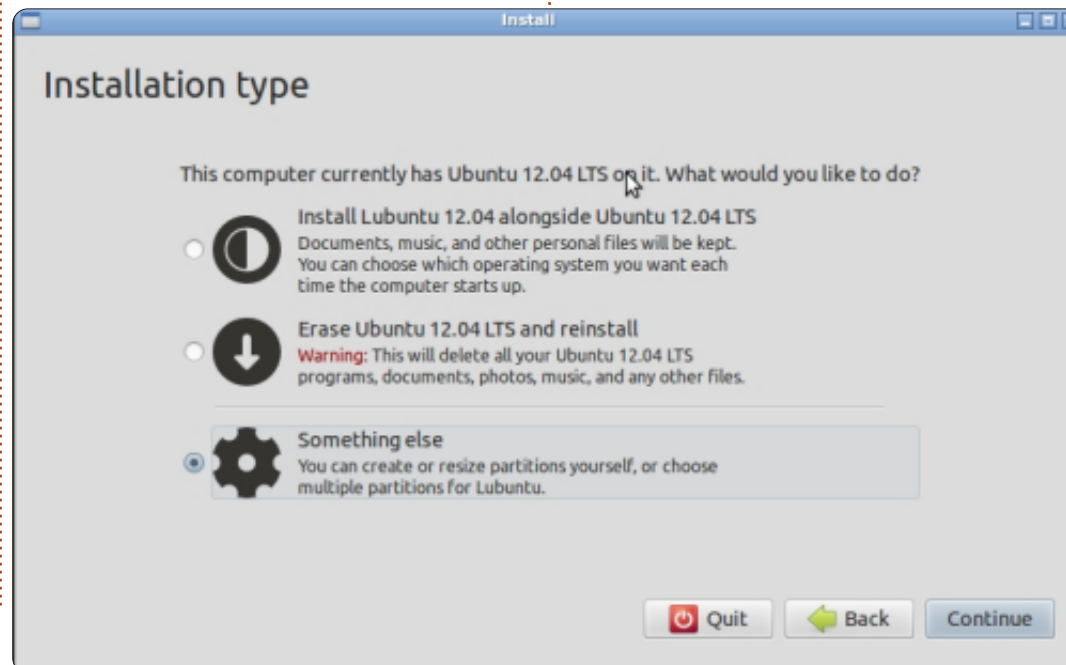 Install
Installation type
This computer currently has Ubuntu 12.04 LTS on it. What would you like to do?
Install Lubuntu 12.04 alongside Ubuntu 12.04 LTS
Documents, music, and other personal files will be kept.
You can choose which operating system you want each
time the computer starts up.
Erase Ubuntu 12.04 LTS and reinstall
Warning: This will delete all your Ubuntu 12.04 LTS
programs, documents, photos, music, and any other files.
Something else
You can create or resize partitions yourself, or choose
multiple partitions for Lubuntu.
Quit
Back
Continue